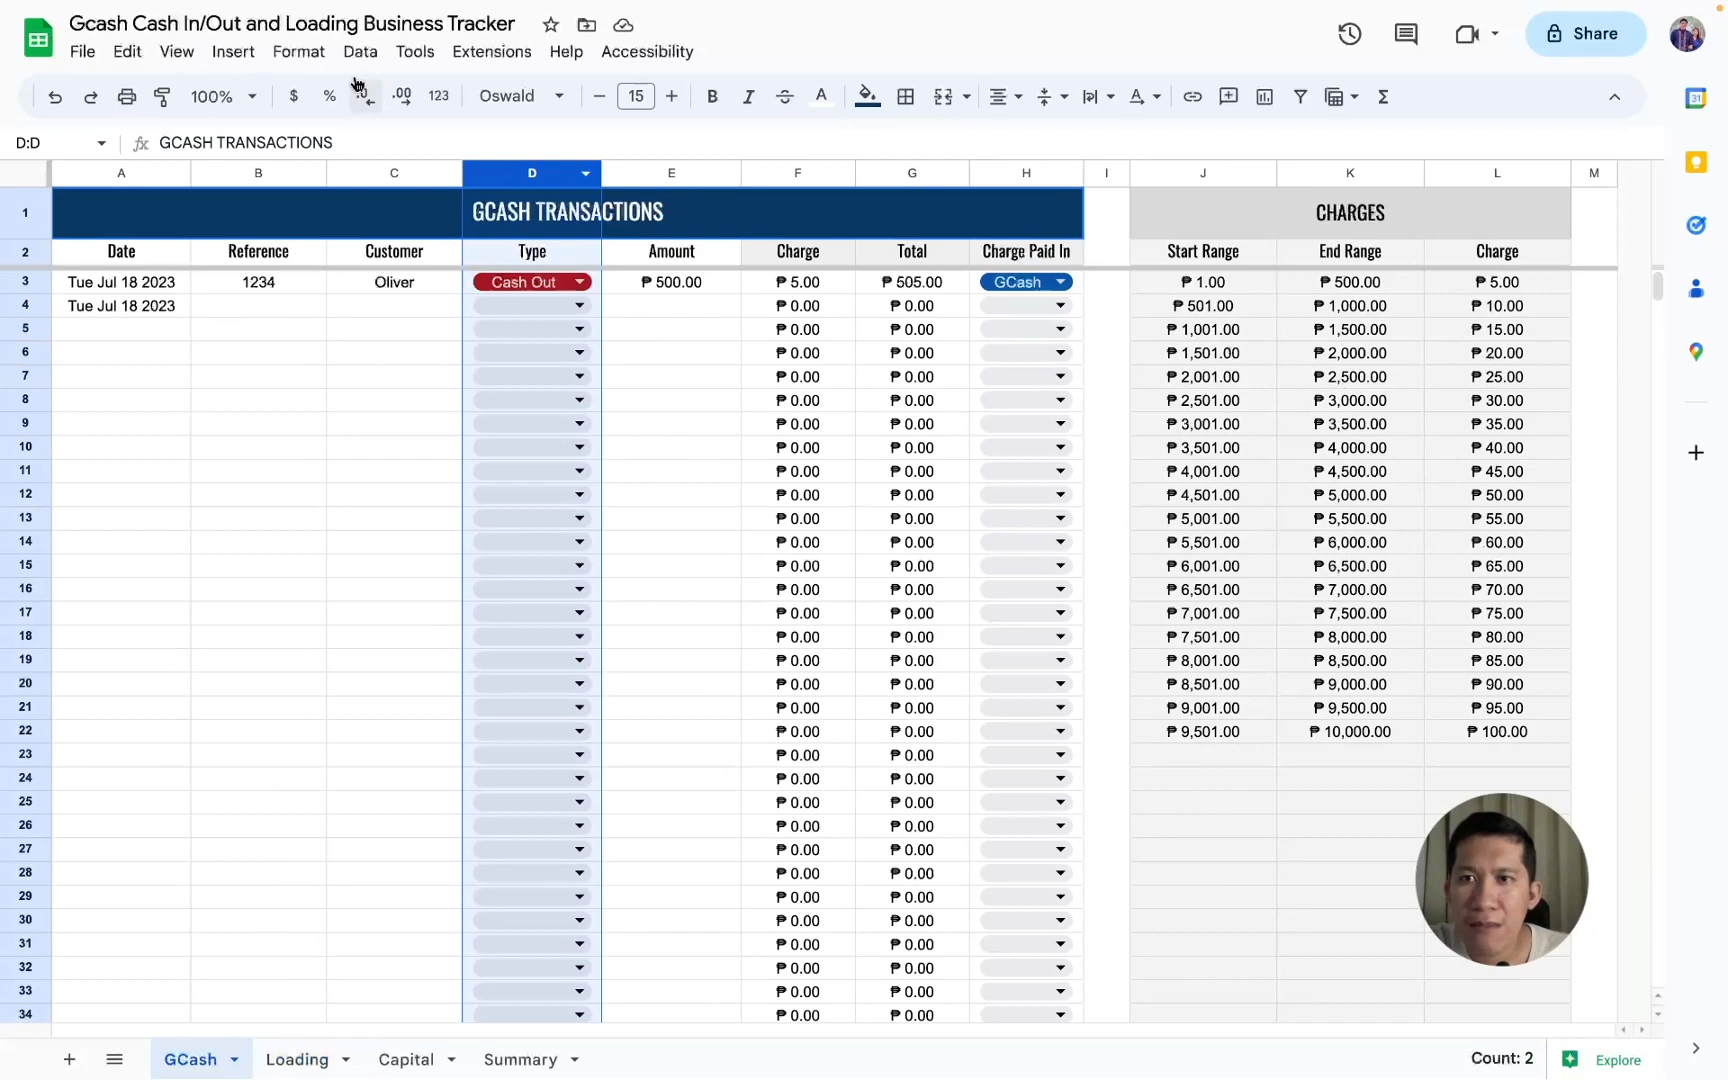 Gcash Cash In/Out and Loading Business Tracker
Share
File Edit View Insert Format Data Tools Extensions Help Accessibility
100% $ % .0 .00 123 Oswald 15 B I S A
D:D fx GCASH TRANSACTIONS
A B C D E F G H I J K L M
1 GCASH TRANSACTIONS CHARGES
2 Date Reference Customer Type Amount Charge Total Charge Paid In Start Range End Range Charge
3 Tue Jul 18 2023 1234 Oliver Cash Out ₱ 500.00 ₱ 5.00 ₱ 505.00 GCash ₱ 1.00 ₱ 500.00 ₱ 5.00
4 Tue Jul 18 2023 ₱ 0.00 ₱ 0.00 ₱ 501.00 ₱ 1,000.00 ₱ 10.00
5 ₱ 0.00 ₱ 0.00 ₱ 1,001.00 ₱ 1,500.00 ₱ 15.00
6 ₱ 0.00 ₱ 0.00 ₱ 1,501.00 ₱ 2,000.00 ₱ 20.00
7 ₱ 0.00 ₱ 0.00 ₱ 2,001.00 ₱ 2,500.00 ₱ 25.00
8 ₱ 0.00 ₱ 0.00 ₱ 2,501.00 ₱ 3,000.00 ₱ 30.00
9 ₱ 0.00 ₱ 0.00 ₱ 3,001.00 ₱ 3,500.00 ₱ 35.00
10 ₱ 0.00 ₱ 0.00 ₱ 3,501.00 ₱ 4,000.00 ₱ 40.00
11 ₱ 0.00 ₱ 0.00 ₱ 4,001.00 ₱ 4,500.00 ₱ 45.00
12 ₱ 0.00 ₱ 0.00 ₱ 4,501.00 ₱ 5,000.00 ₱ 50.00
13 ₱ 0.00 ₱ 0.00 ₱ 5,001.00 ₱ 5,500.00 ₱ 55.00
14 ₱ 0.00 ₱ 0.00 ₱ 5,501.00 ₱ 6,000.00 ₱ 60.00
15 ₱ 0.00 ₱ 0.00 ₱ 6,001.00 ₱ 6,500.00 ₱ 65.00
16 ₱ 0.00 ₱ 0.00 ₱ 6,501.00 ₱ 7,000.00 ₱ 70.00
17 ₱ 0.00 ₱ 0.00 ₱ 7,001.00 ₱ 7,500.00 ₱ 75.00
18 ₱ 0.00 ₱ 0.00 ₱ 7,501.00 ₱ 8,000.00 ₱ 80.00
19 ₱ 0.00 ₱ 0.00 ₱ 8,001.00 ₱ 8,500.00 ₱ 85.00
20 ₱ 0.00 ₱ 0.00 ₱ 8,501.00 ₱ 9,000.00 ₱ 90.00
21 ₱ 0.00 ₱ 0.00 ₱ 9,001.00 ₱ 9,500.00 ₱ 95.00
22 ₱ 0.00 ₱ 0.00 ₱ 9,501.00 ₱ 10,000.00 ₱ 100.00
23 ₱ 0.00 ₱ 0.00
24 ₱ 0.00 ₱ 0.00
25 ₱ 0.00 ₱ 0.00
26 ₱ 0.00 ₱ 0.00
27 ₱ 0.00 ₱ 0.00
28 ₱ 0.00 ₱ 0.00
29 ₱ 0.00 ₱ 0.00
30 ₱ 0.00 ₱ 0.00
31 ₱ 0.00 ₱ 0.00
32 ₱ 0.00 ₱ 0.00
33 ₱ 0.00 ₱ 0.00
34 ₱ 0.00 ₱ 0.00
GCash Loading Capital Summary Count: 2 Explore